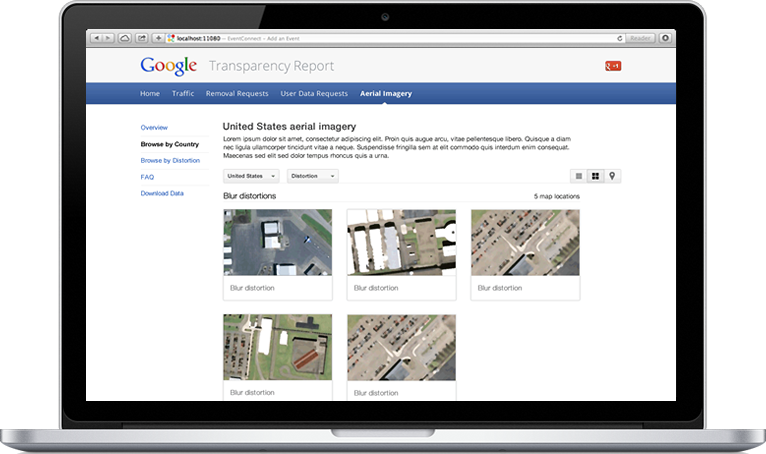 localhost:11080 – EventConnect - Add an Event
Reader
Google Transparency Report
+1
Home Traffic Removal Requests User Data Requests Aerial Imagery
Overview
Browse by Country
Browse by Distortion
FAQ
Download Data
United States aerial imagery
Lorem ipsum dolor sit amet, consectetur adipiscing elit. Proin quis augue arcu, vitae pellentesque libero. Quisque a diam
nec ligula ullamcorper tincidunt vitae a neque. Suspendisse fringilla sem at elit commodo quis interdum enim consequat.
Maecenas sed elit sed dolor tempus rhoncus quis a urna.
United States Distortion
Blur distortions 5 map locations
Blur distortion Blur distortion Blur distortion
Blur distortion Blur distortion